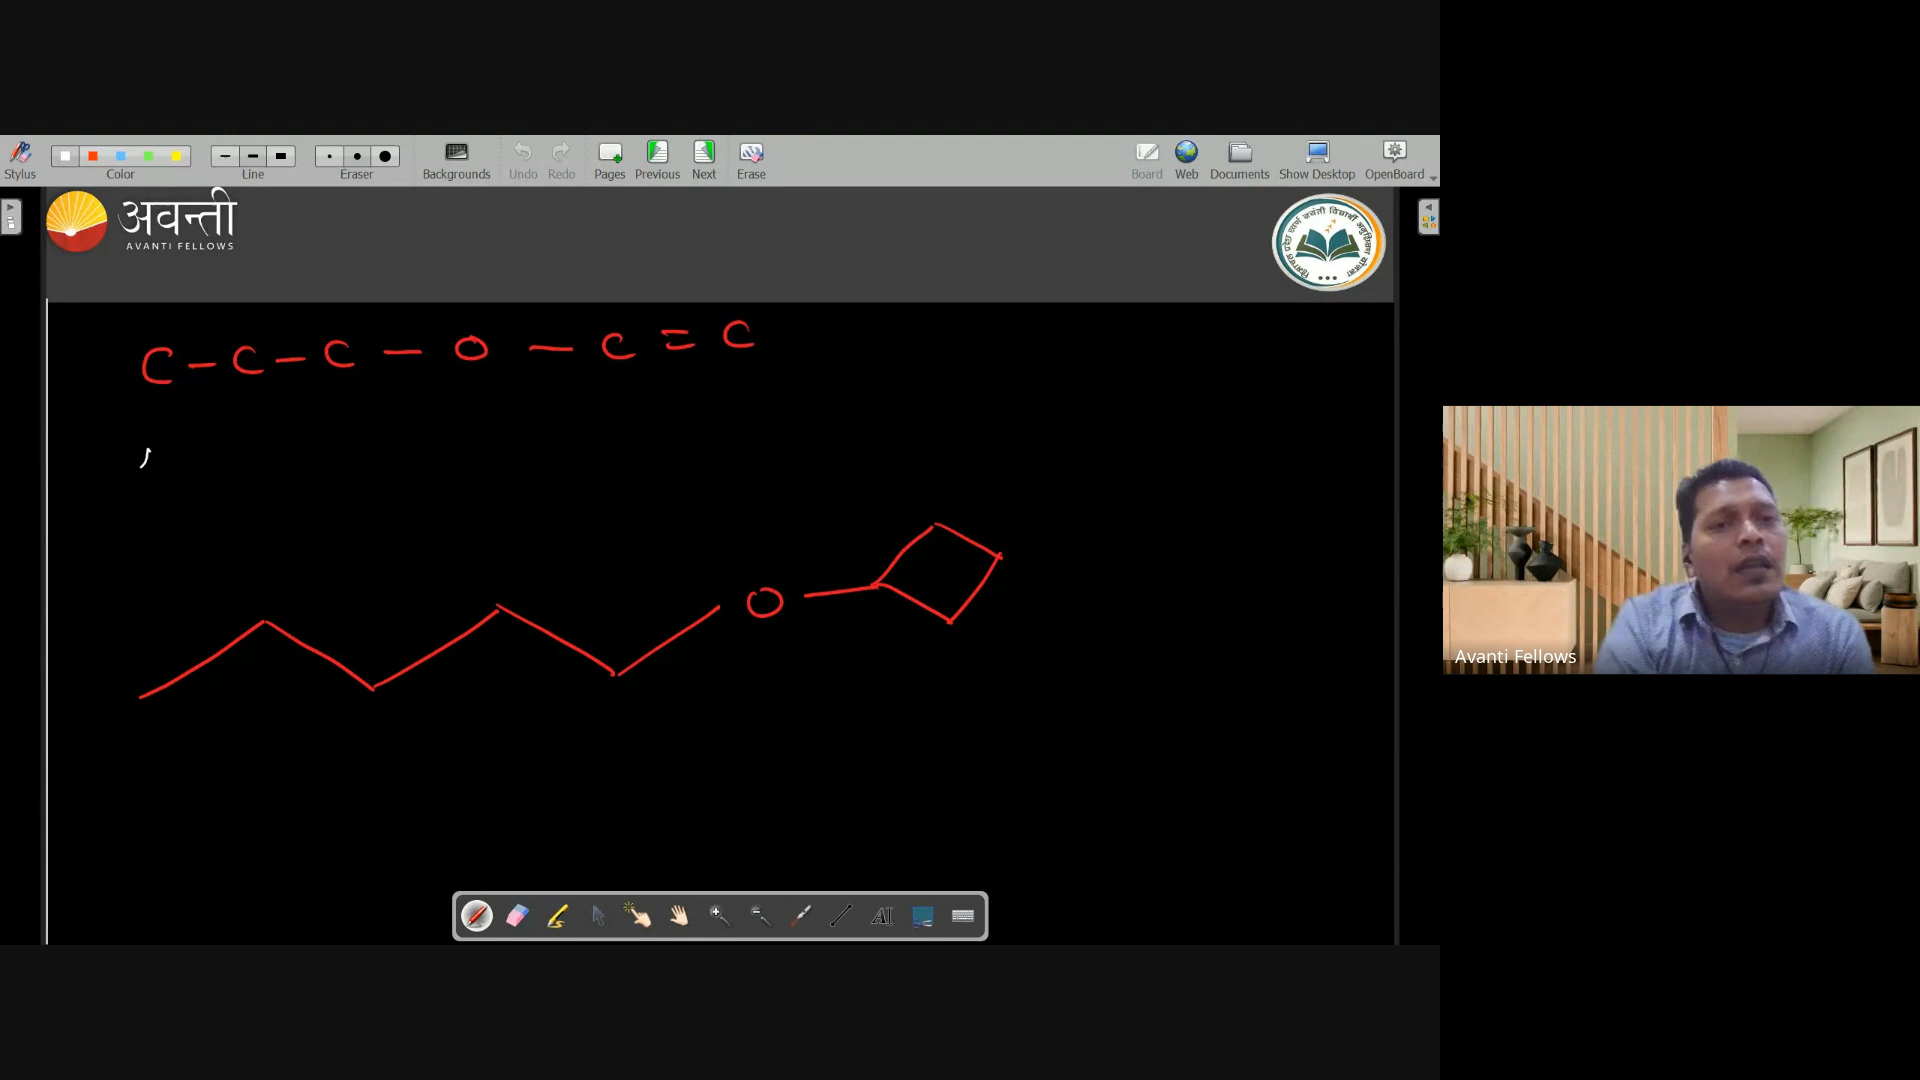 Stylus
Color
Line
Eraser
Backgrounds
Undo
Redo
Pages
Previous
Next
Erase
Board
Web
Documents
Show Desktop
OpenBoard
अवन्ती
AVANTI FELLOWS
C - C - C - O - C = C
O
AI
Avanti Fellows